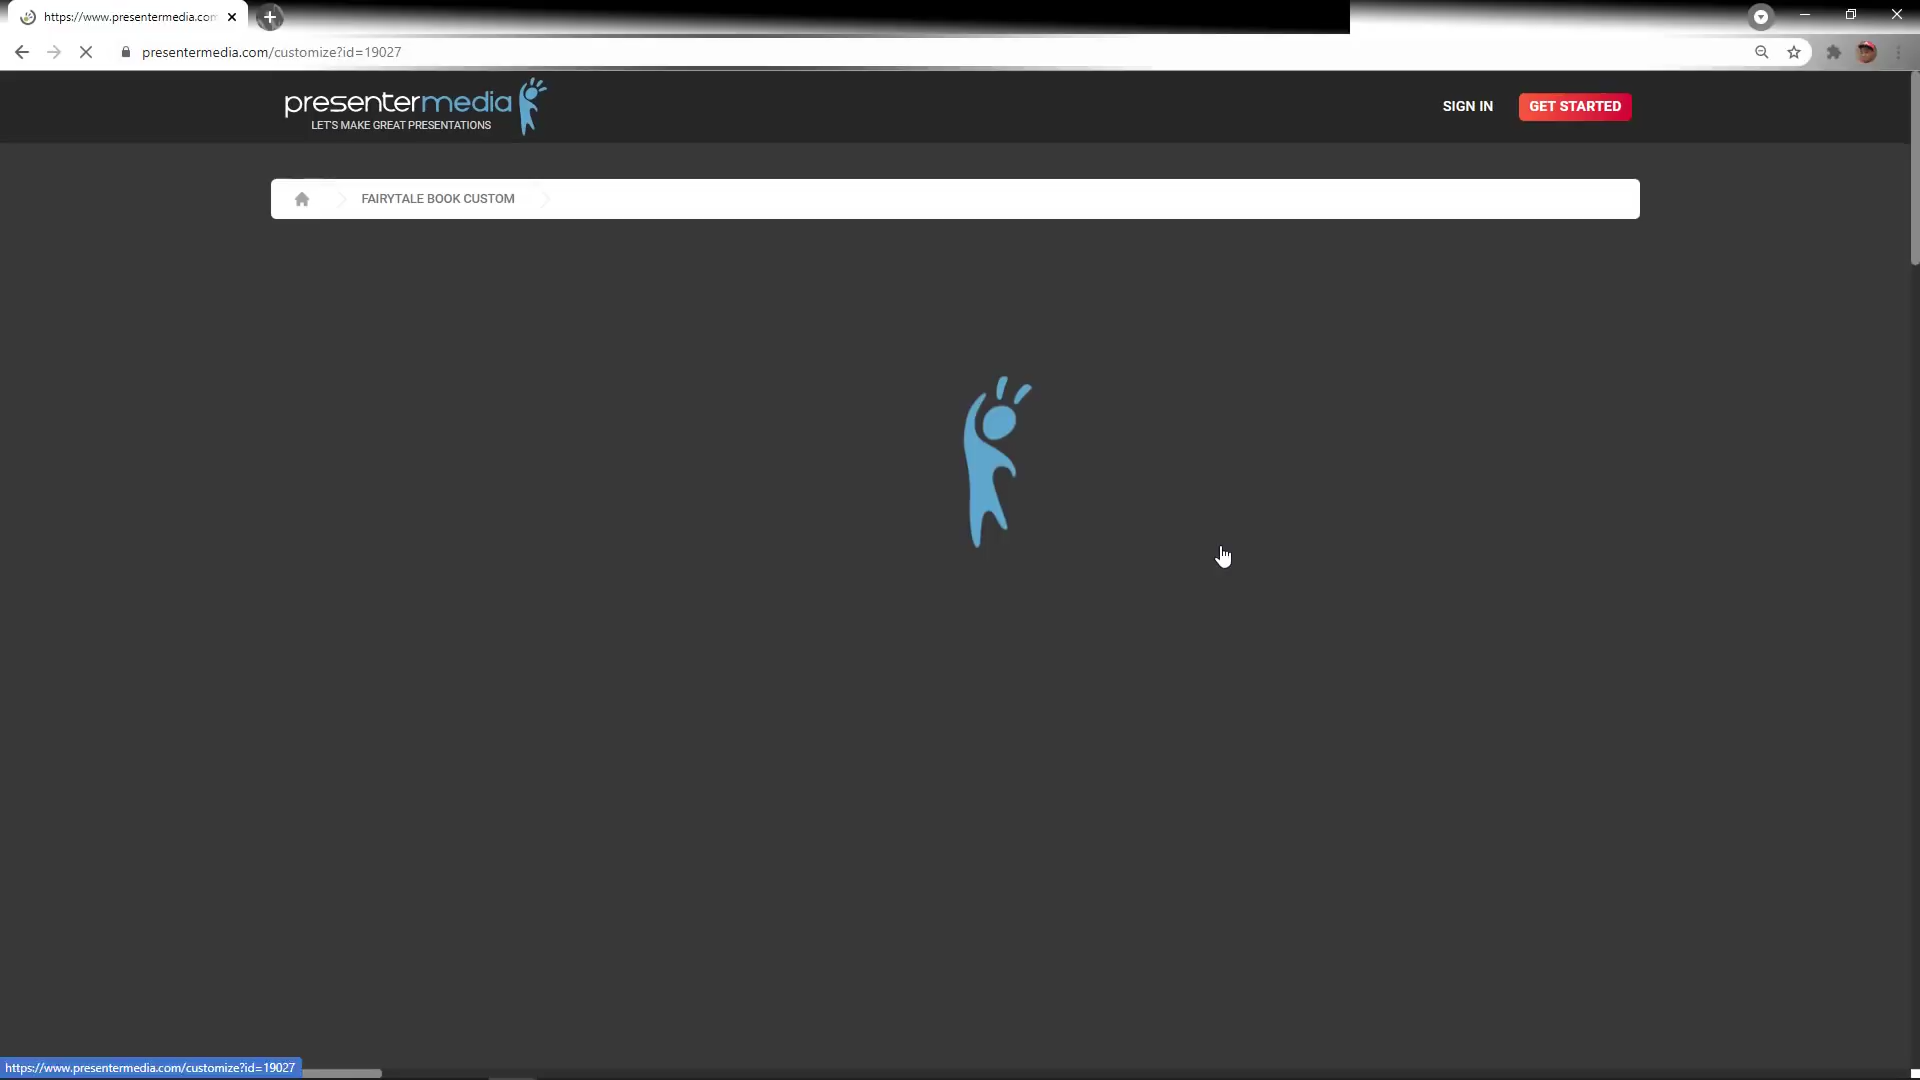 https://www.presentermedia.com
presentermedia.com/customize?id=19027
presentermedia
LET'S MAKE GREAT PRESENTATIONS
SIGN IN
GET STARTED
FAIRYTALE BOOK CUSTOM
https://www.presentermedia.com/customize?id=19027